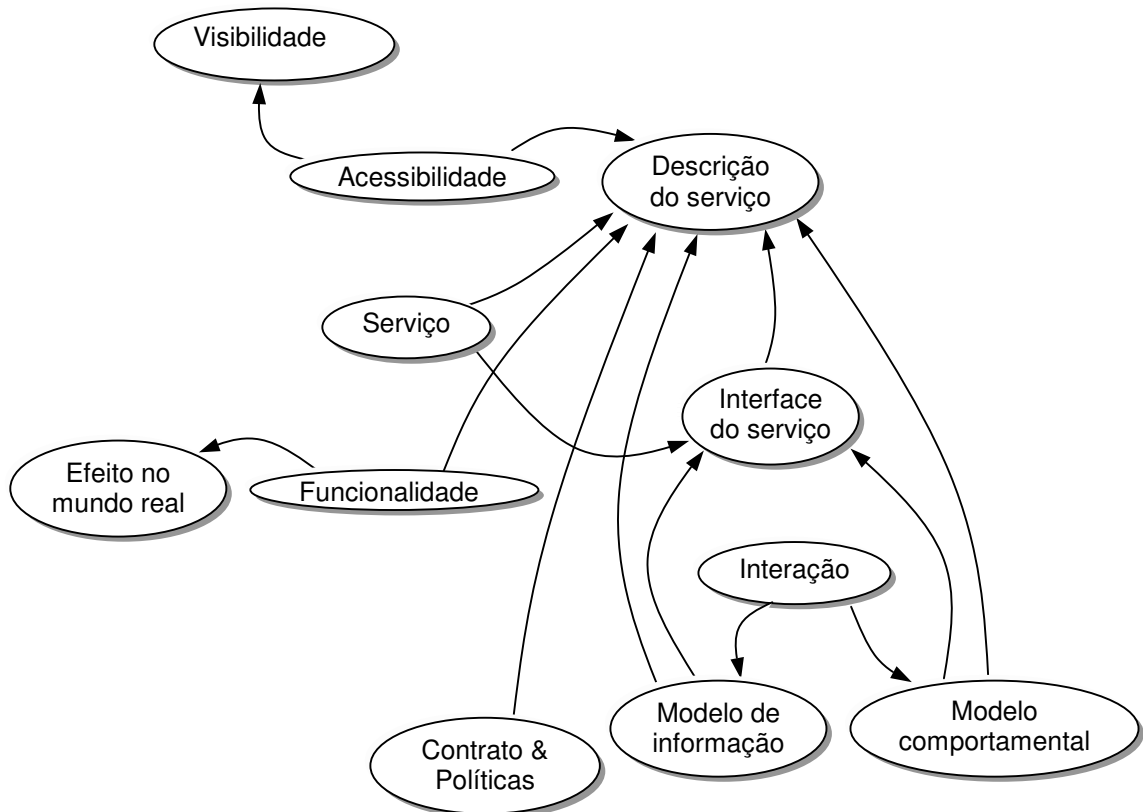 Visibilidade
Acessibilidade
Descrição
do serviço
Serviço
Interface
do serviço
Efeito no
mundo real
Funcionalidade
Interação
Modelo de
informação
Modelo
comportamental
Contrato &
Políticas